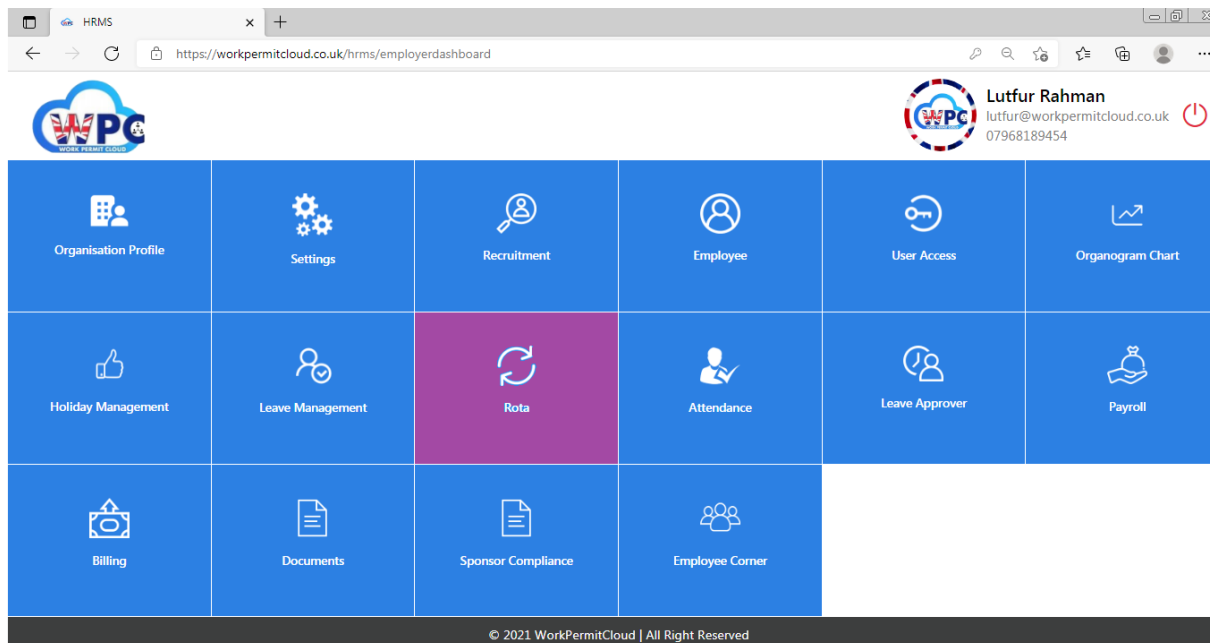 HRMS
https://workpermitcloud.co.uk/hrms/employerdashboard
WPC
WORK PERMIT CLOUD
WPC
Lutfur Rahman
lutfur@workpermitcloud.co.uk
07968189454
Organisation Profile
Settings
Recruitment
Employee
User Access
Organogram Chart
Holiday Management
Leave Management
Rota
Attendance
Leave Approver
Payroll
Billing
Documents
Sponsor Compliance
Employee Corner
© 2021 WorkPermitCloud | All Right Reserved